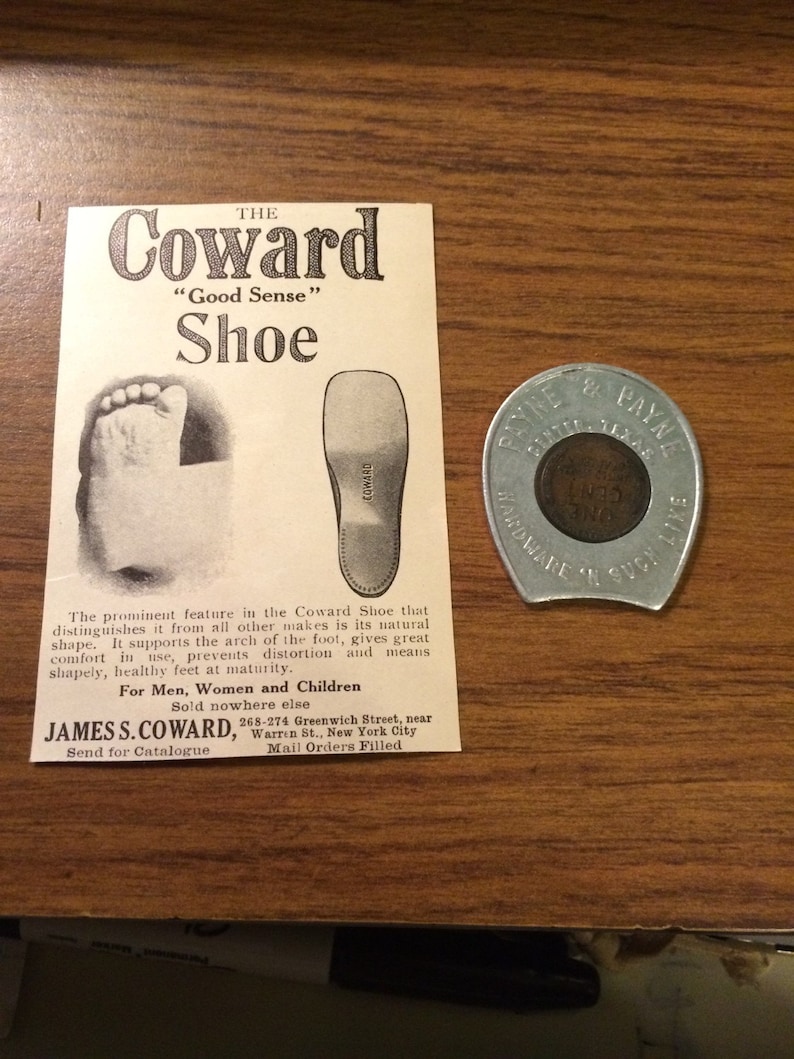 THE
Coward
"Good Sense"
Shoe
COWARD
The prominent feature in the Coward Shoe that
distinguishes it from all other makes is its natural
shape. It supports the arch of the foot, gives great
comfort in use, prevents distortion and means
shapely, healthy feet at maturity.
For Men, Women and Children
Sold nowhere else
JAMES S. COWARD, 268-274 Greenwich Street, near
Warren St., New York City
Send for Catalogue Mail Orders Filled
PAYNE & PAYNE
CENTER, TEXAS
ONE
CENT
HARDWARE 'N SUCH LIKE
Permanent Marker